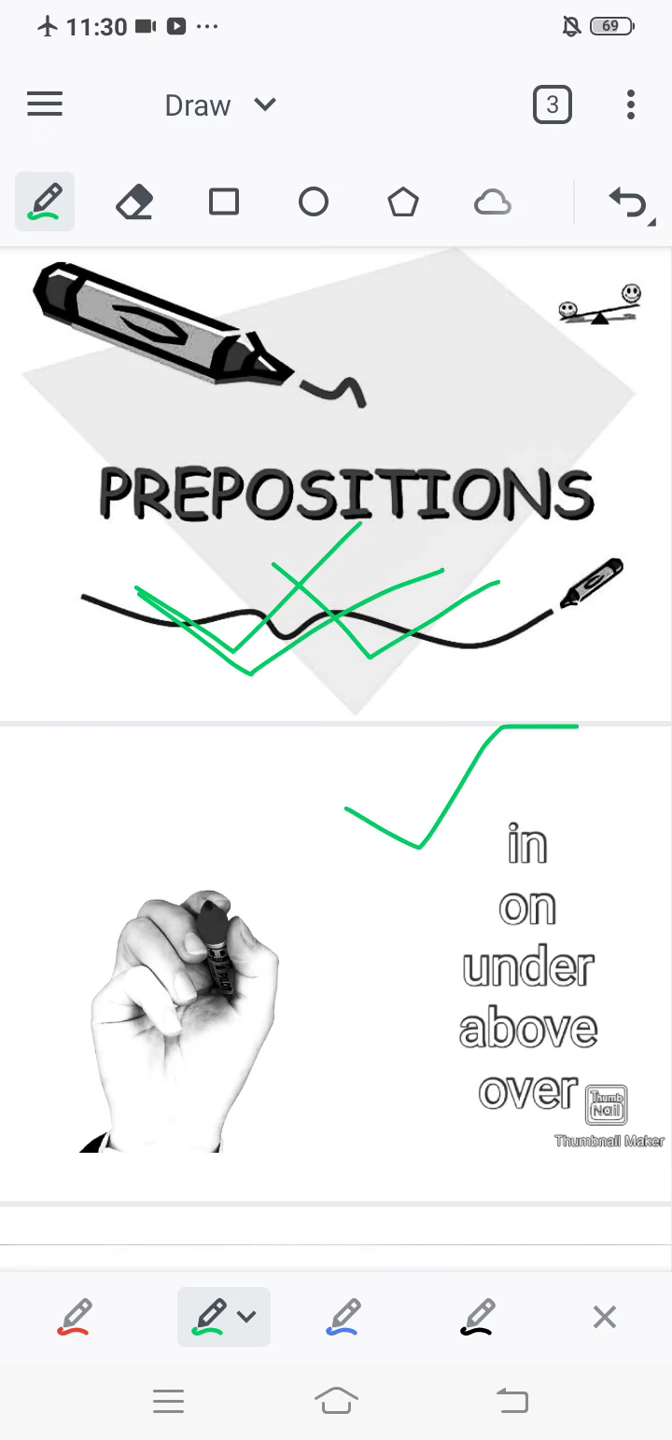 11:30
69
Draw
3
PREPOSITIONS
in
on
under
above
over
Thumb
Nail
Thumbnail Maker